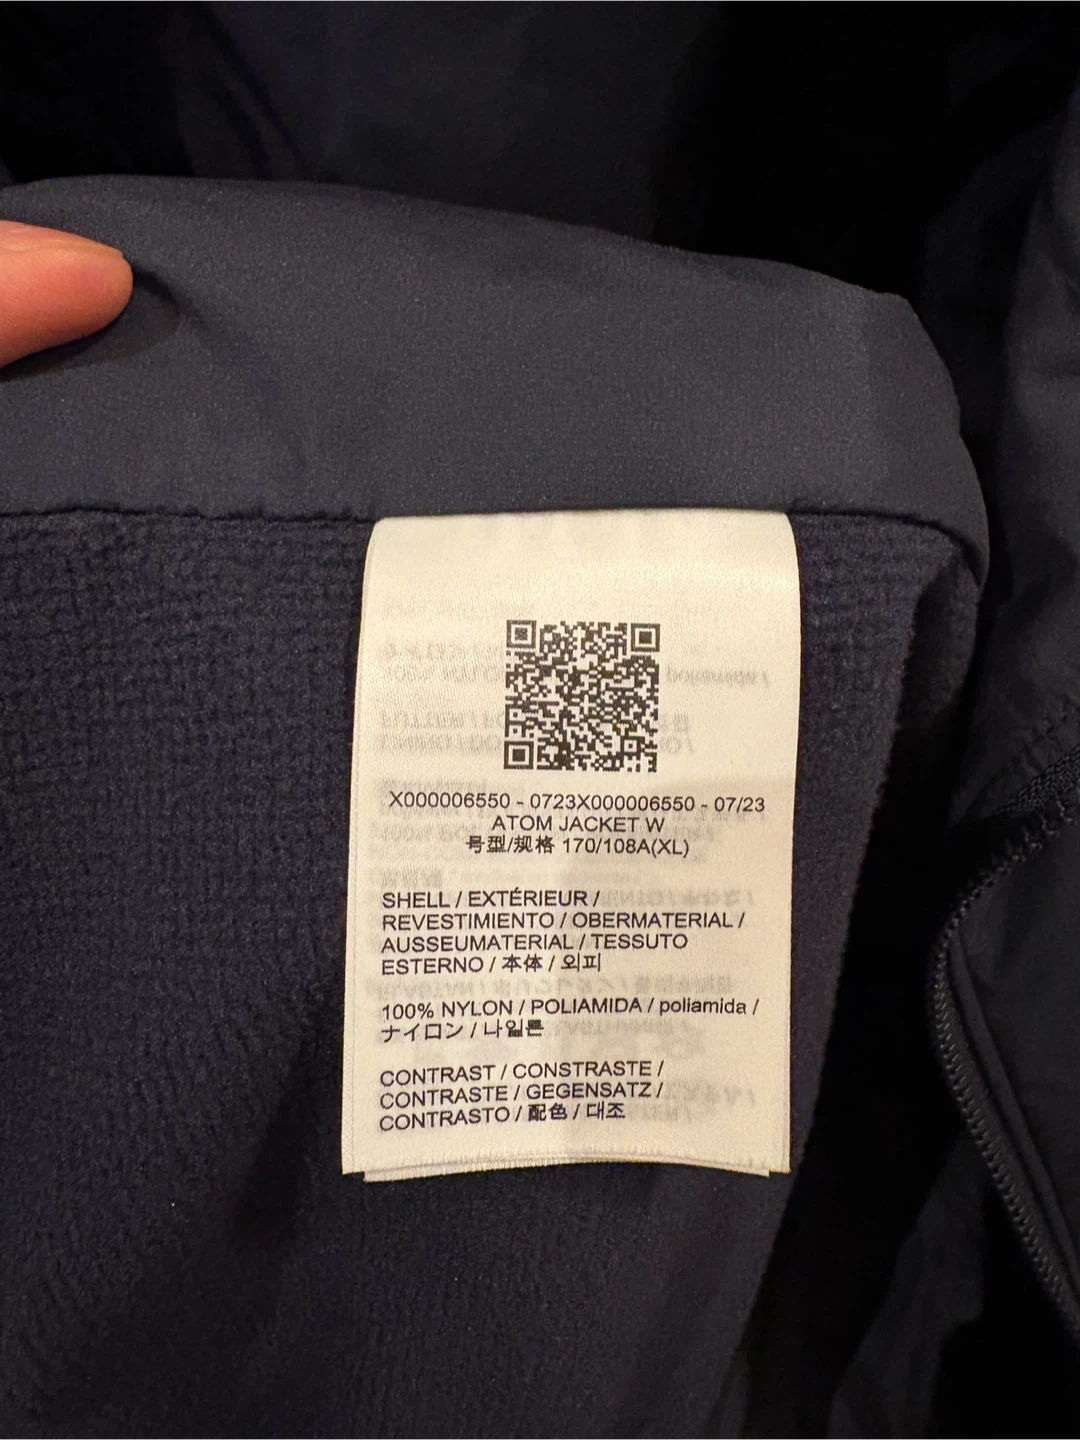 X000006550 - 0723X000006550 - 07/23
ATOM JACKET W
号型/规格 170/108A(XL)
SHELL / EXTÉRIEUR /
REVESTIMIENTO / OBERMATERIAL /
AUSSEUMATERIAL / TESSUTO
ESTERNO / 本体 / 외피
100% NYLON / POLIAMIDA / poliamida /
ナイロン / 나일론
CONTRAST / CONSTRASTE /
CONTRASTE / GEGENSATZ /
CONTRASTO / 配色 / 대조